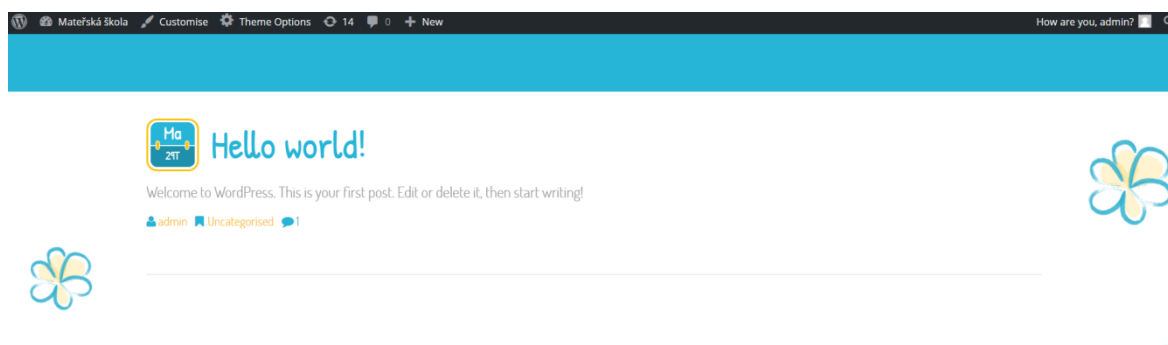 Mateřská škola Customise Theme Options 14 0 New How are you, admin?
Ma
Hello world!
Welcome to WordPress. This is your first post. Edit or delete it, then start writing!
admin Uncategorised 1